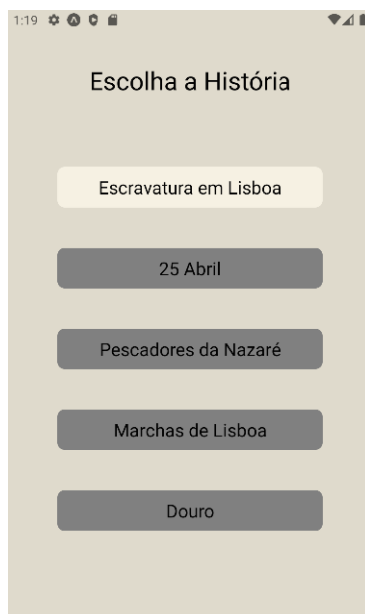 1:19
Escolha a História
Escravatura em Lisboa
25 Abril
Pescadores da Nazaré
Marchas de Lisboa
Douro